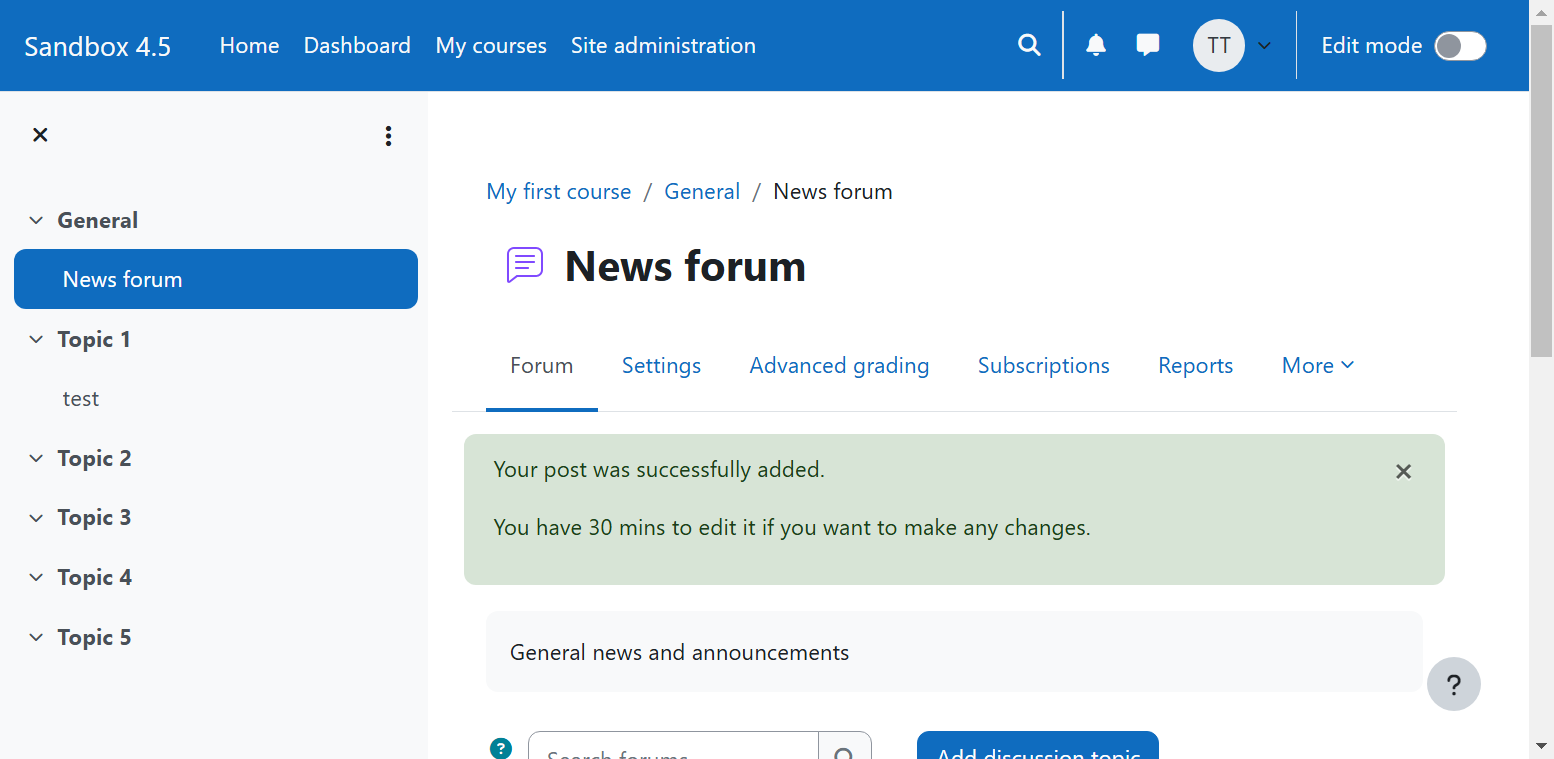 Sandbox 4.5 Home Dashboard My courses Site administration TT Edit mode
General
News forum
Topic 1
test
Topic 2
Topic 3
Topic 4
Topic 5
My first course / General / News forum
News forum
Forum Settings Advanced grading Subscriptions Reports More
Your post was successfully added.
You have 30 mins to edit it if you want to make any changes.
General news and announcements
?
? Search forums Add discussion topic